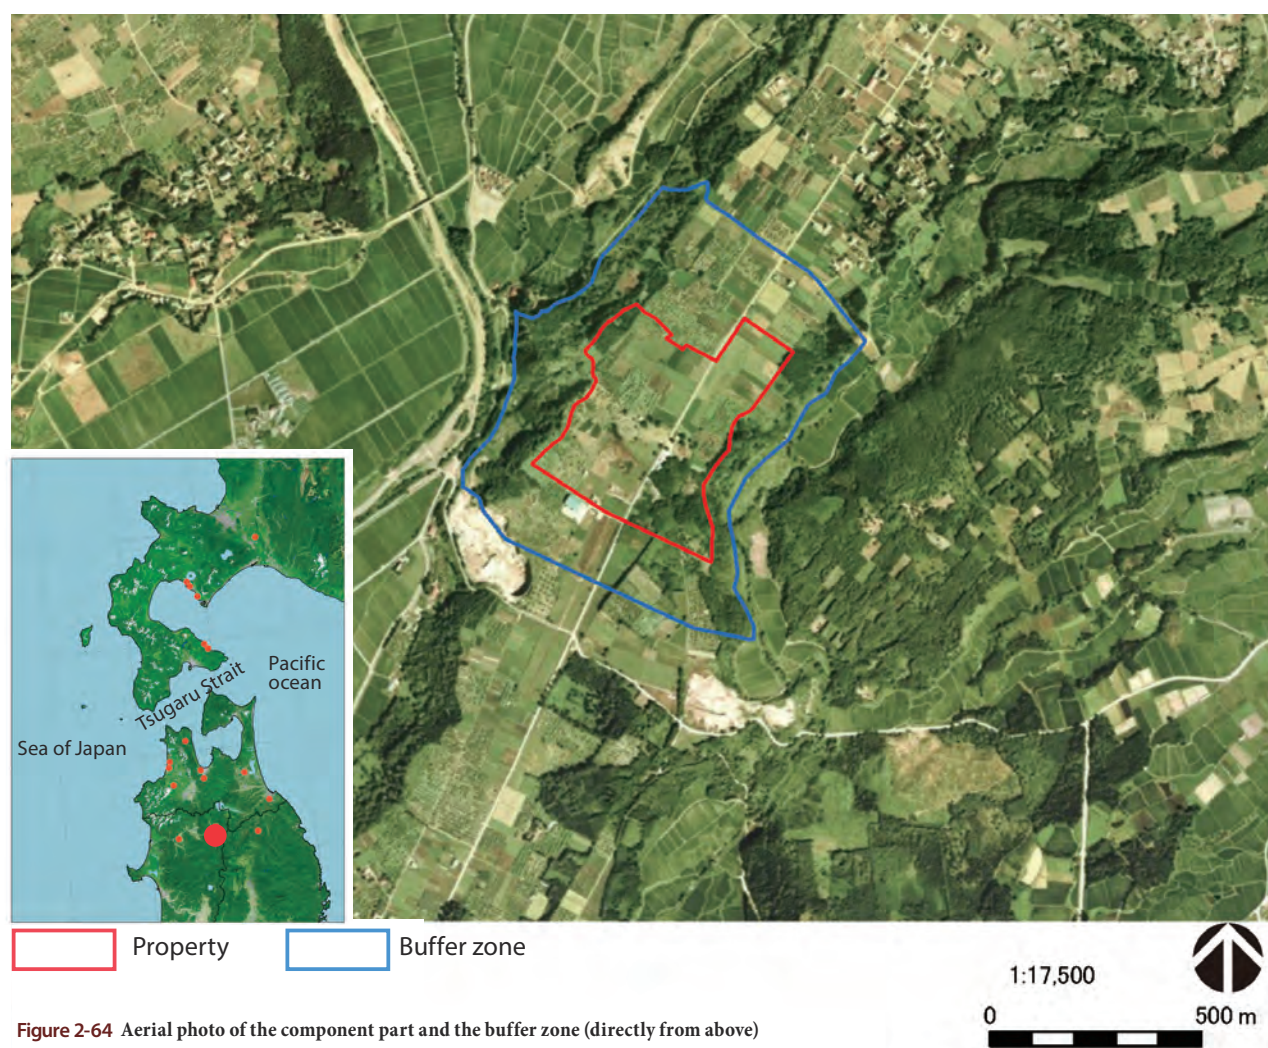 Pacific
ocean
Tsugaru Strait
Sea of Japan
Property
Buffer zone
1:17,500
0
500 m
Figure 2-64 Aerial photo of the component part and the buffer zone (directly from above)